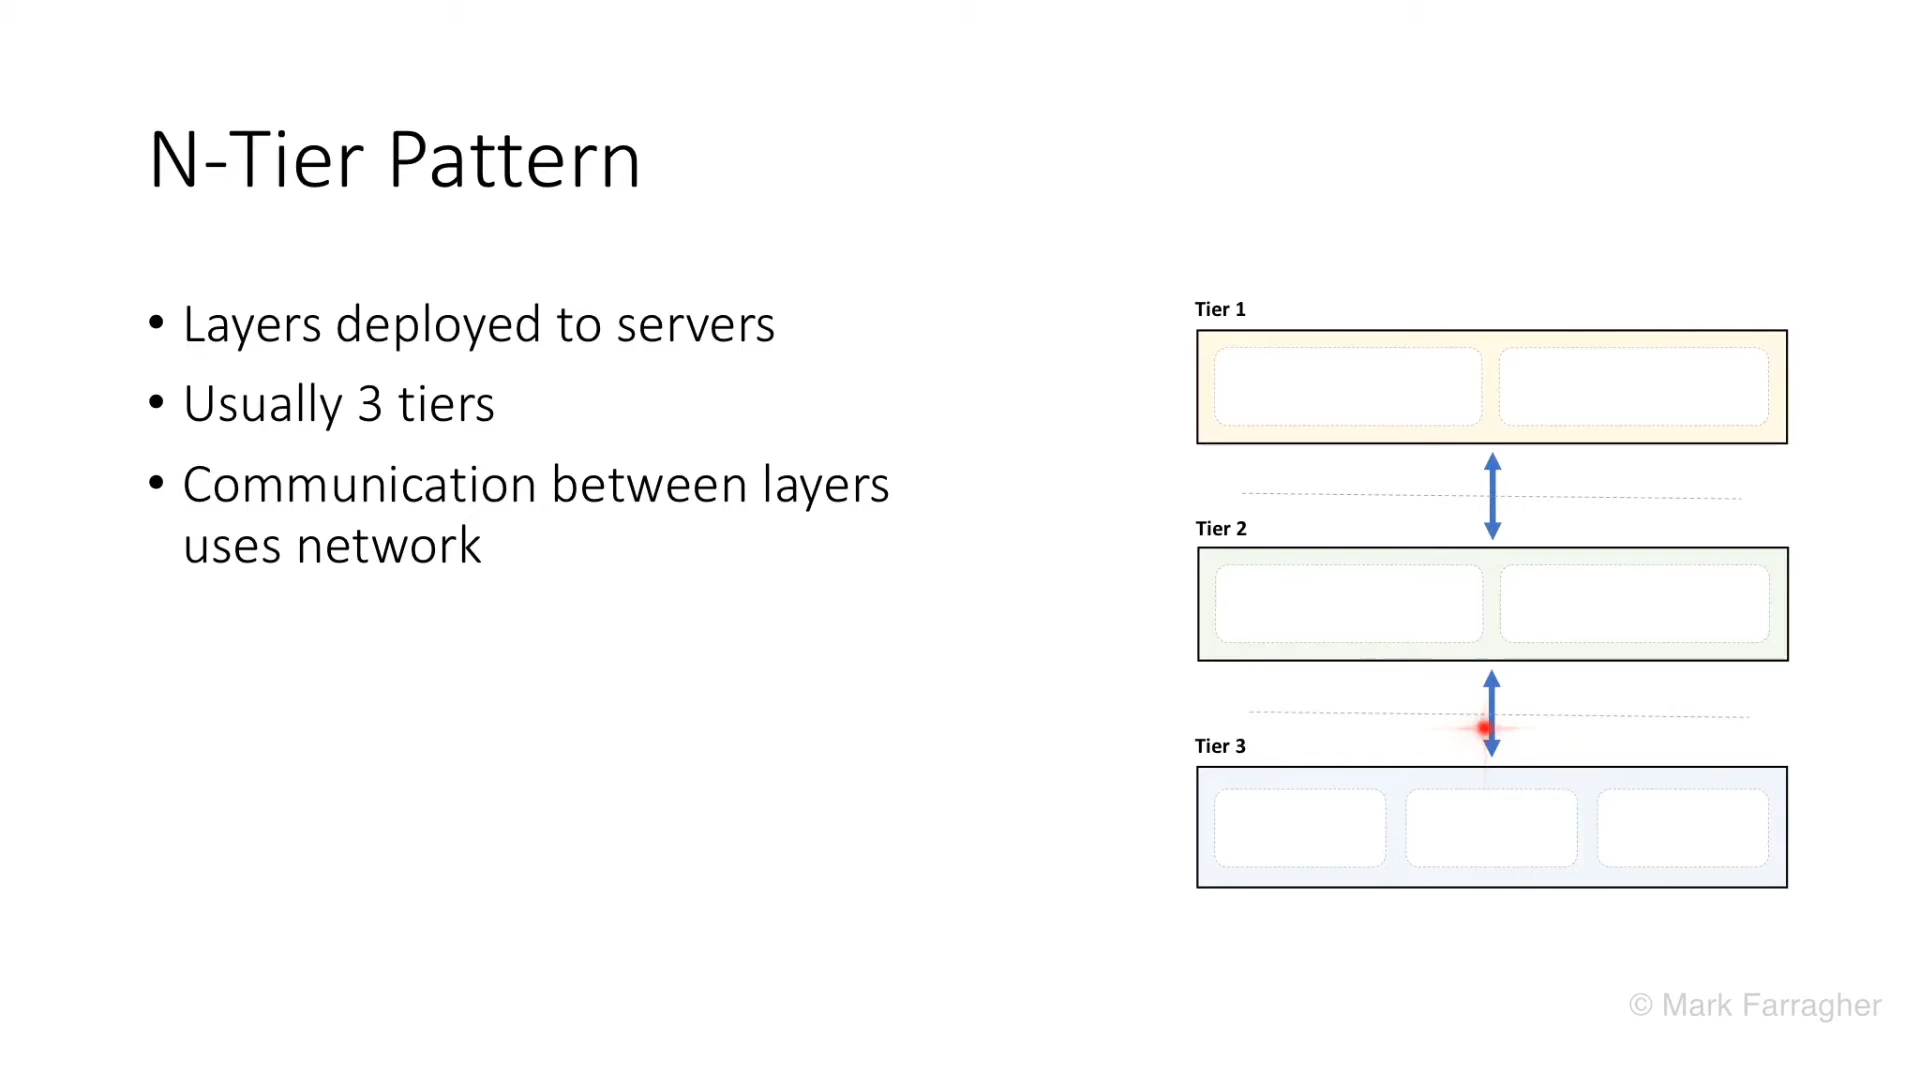 N-Tier Pattern
• Layers deployed to servers
• Usually 3 tiers
• Communication between layers
uses network
Tier 1
Tier 2
Tier 3
© Mark Farragher